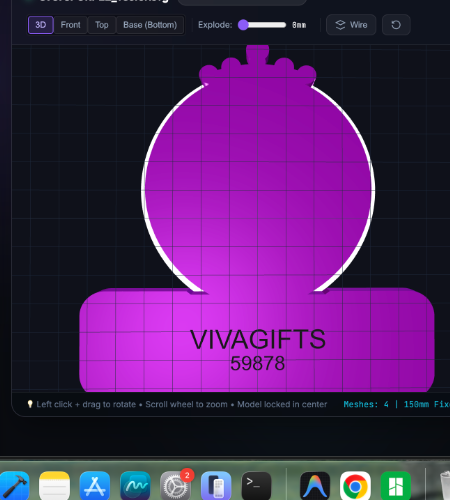 3D Front Top Base (Bottom) Explode: 0mm Wire
VIVAGIFTS
59878
Left click + drag to rotate • Scroll wheel to zoom • Model locked in center Meshes: 4 | 150mm
2
>_